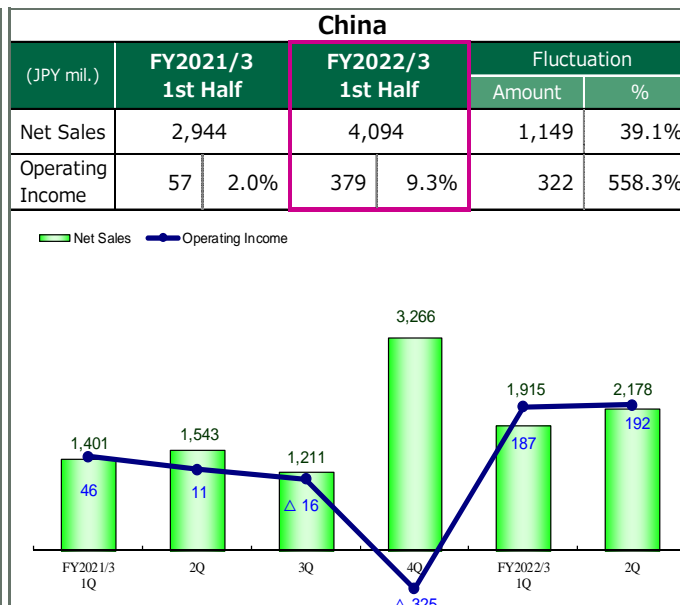 China
(JPY mil.) FY2021/3 1st Half FY2022/3 1st Half Fluctuation
Amount %
Net Sales 2,944 4,094 1,149 39.1%
Operating Income 57 2.0% 379 9.3% 322 558.3%
Net Sales Operating Income
3,266
1,915 2,178
1,401 1,543 1,211
187 192
46 11 △ 16
FY2021/3 1Q 2Q 3Q 4Q FY2022/3 1Q 2Q
△ 325